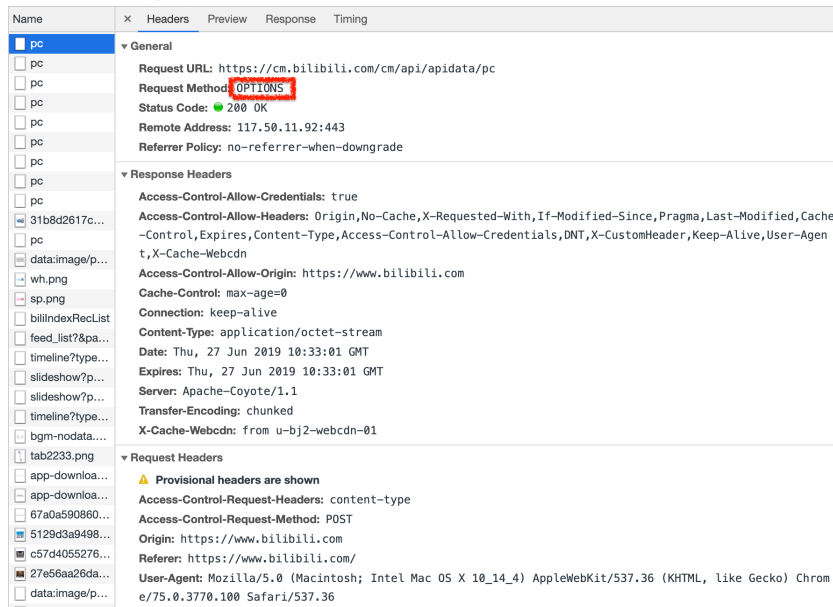 Name
× Headers Preview Response Timing
pc
pc
pc
pc
pc
pc
pc
pc
pc
31b8d2617c...
pc
data:image/p...
wh.png
sp.png
biliIndexRecList
feed_list?&pa...
timeline?type...
slideshow?p...
slideshow?p...
timeline?type...
bgm-nodata....
tab2233.png
app-downloa...
app-downloa...
67a0a590860...
5129d3a9498...
c57d4055276...
27e56aa26da...
data:image/p...
General
Request URL: https://cm.bilibili.com/cm/api/apidata/pc
Request Method: OPTIONS
Status Code: 200 OK
Remote Address: 117.50.11.92:443
Referrer Policy: no-referrer-when-downgrade
Response Headers
Access-Control-Allow-Credentials: true
Access-Control-Allow-Headers: Origin,No-Cache,X-Requested-With,If-Modified-Since,Pragma,Last-Modified,Cache
-Control,Expires,Content-Type,Access-Control-Allow-Credentials,DNT,X-CustomHeader,Keep-Alive,User-Agen
t,X-Cache-Webcdn
Access-Control-Allow-Origin: https://www.bilibili.com
Cache-Control: max-age=0
Connection: keep-alive
Content-Type: application/octet-stream
Date: Thu, 27 Jun 2019 10:33:01 GMT
Expires: Thu, 27 Jun 2019 10:33:01 GMT
Server: Apache-Coyote/1.1
Transfer-Encoding: chunked
X-Cache-Webcdn: from u-bj2-webcdn-01
Request Headers
Provisional headers are shown
Access-Control-Request-Headers: content-type
Access-Control-Request-Method: POST
Origin: https://www.bilibili.com
Referer: https://www.bilibili.com/
User-Agent: Mozilla/5.0 (Macintosh; Intel Mac OS X 10_14_4) AppleWebKit/537.36 (KHTML, like Gecko) Chrom
e/75.0.3770.100 Safari/537.36